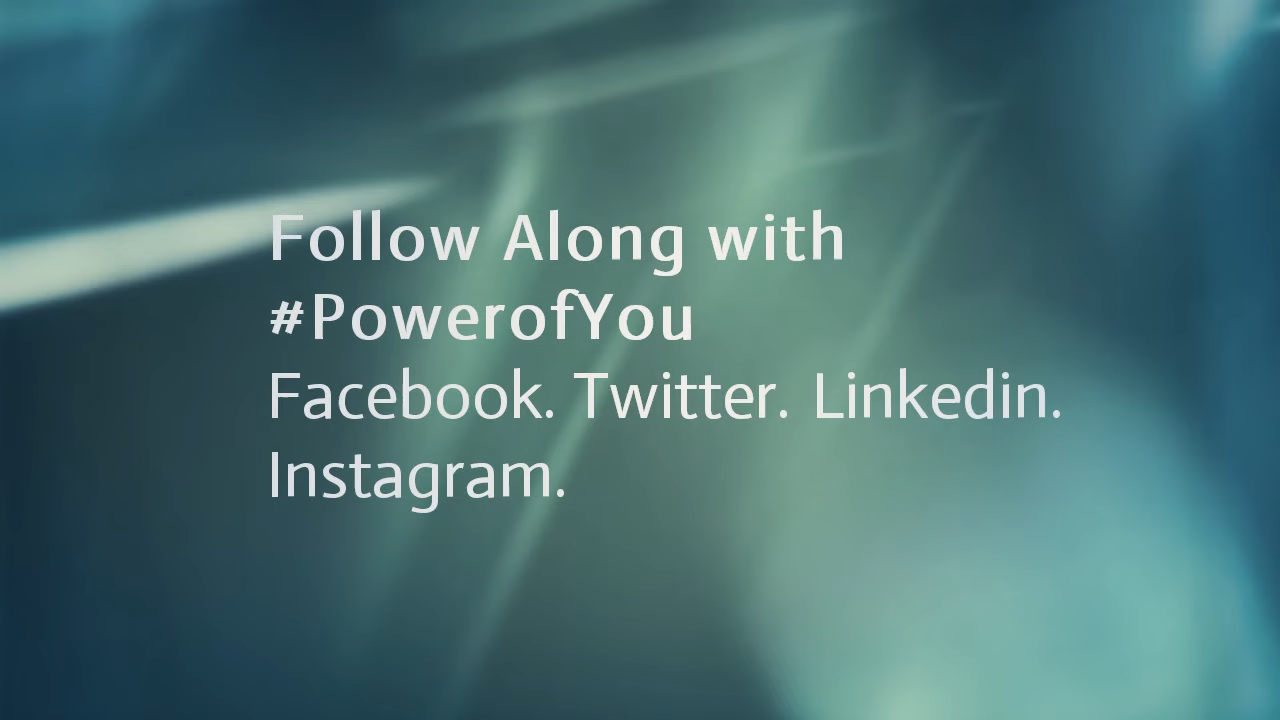 Follow Along with
#PowerofYou
Facebook. Twitter. Linkedin.
Instagram.